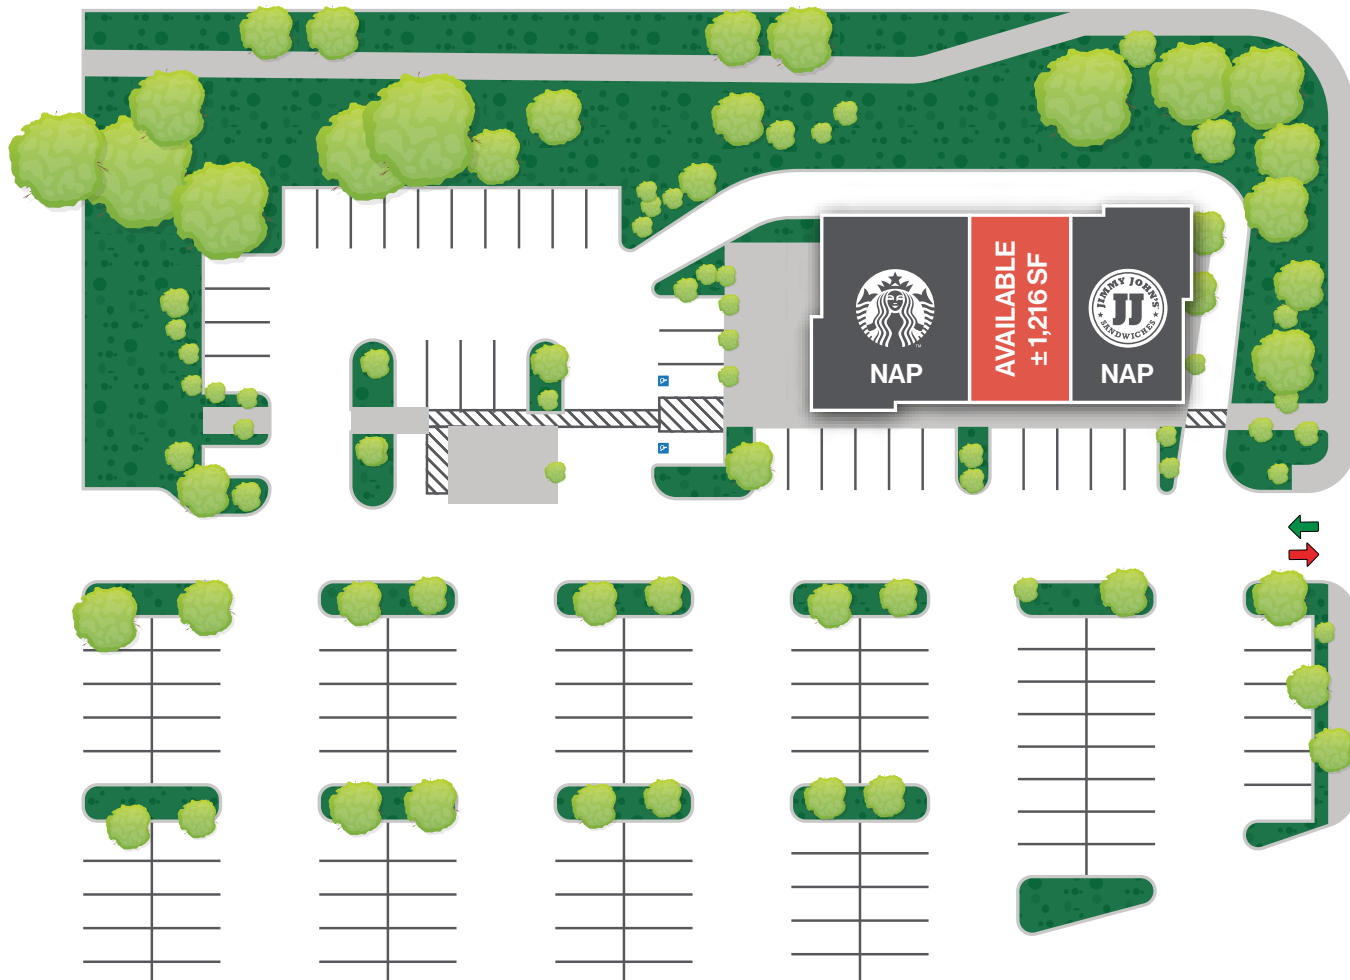 NAP
AVAILABLE
±1,216 SF
JIMMY JOHN'S
JJ
SANDWICHES
NAP